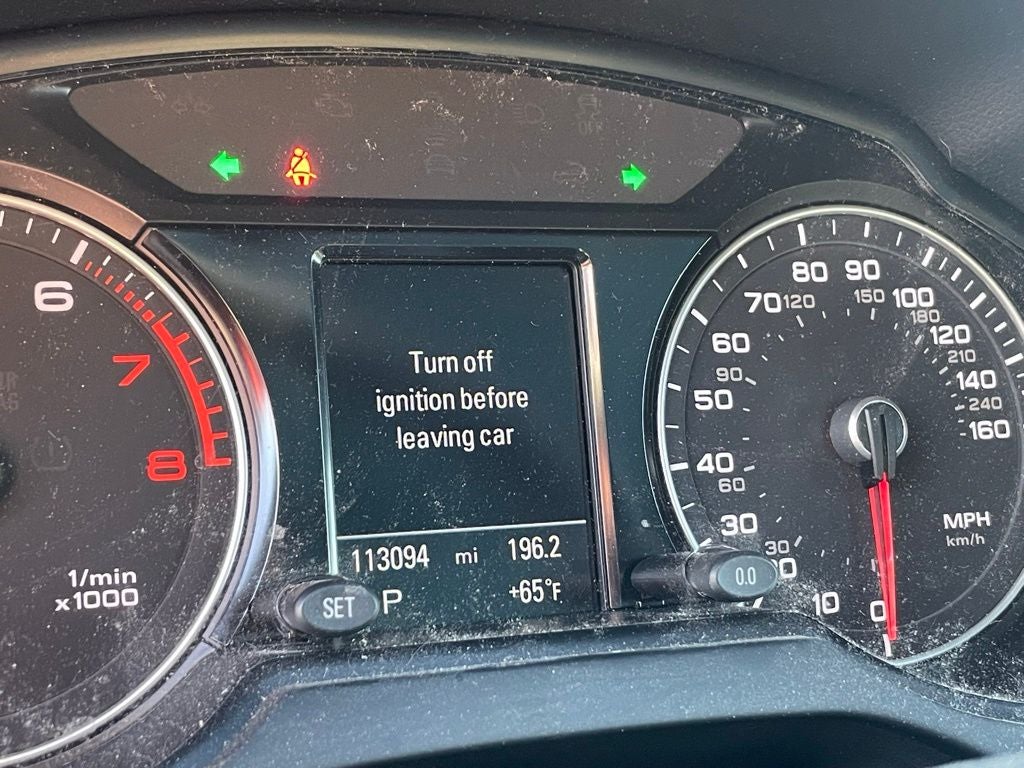 6
7
8
1/min
x1000
Turn off
ignition before
leaving car
113094 mi 196.2
P +65°F
SET
0.0
0
10
30
40
50
60
70
80
90
100
120
140
160
30
60
90
120
150
180
210
240
MPH
km/h